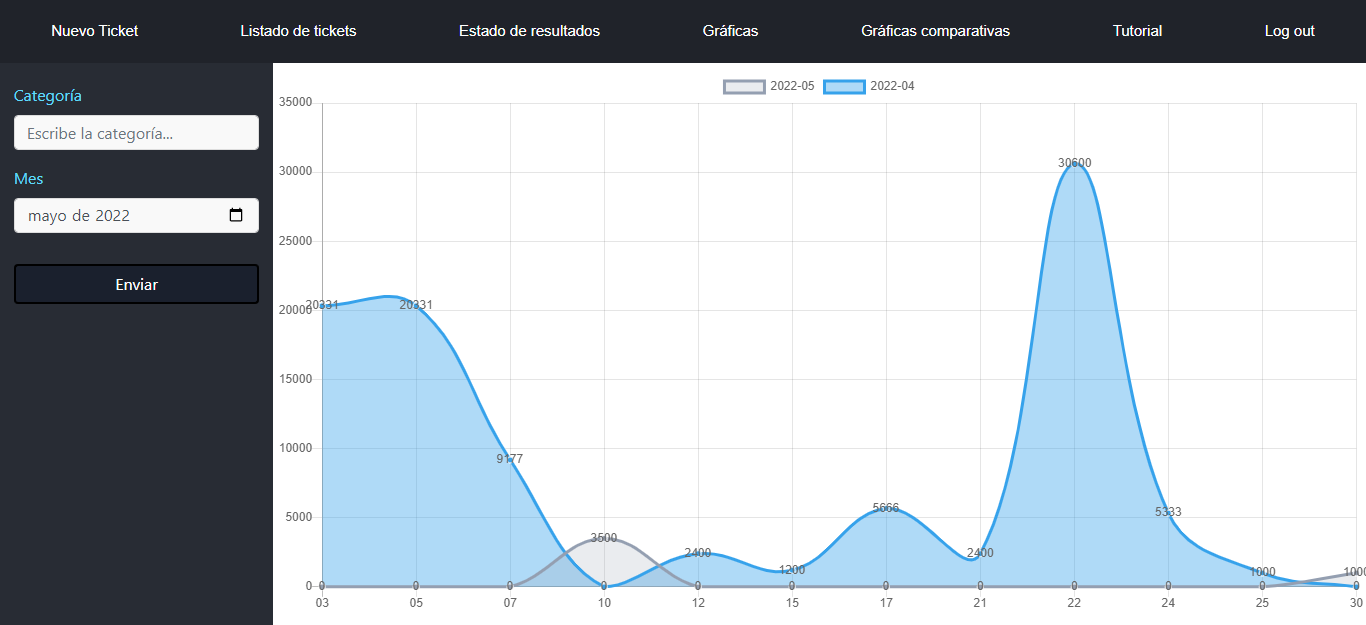 Nuevo Ticket Listado de tickets Estado de resultados Gráficas Gráficas comparativas Tutorial Log out
Categoría
Escribe la categoría...
Mes
mayo de 2022
Enviar
2022-05 2022-04
35000
30000
25000
20000
15000
10000
5000
0
20331 20331 9177 0 2400 1200 5666 2400 30600 5333 1000 0
0 0 0 3500 0 0 0 0 0 0 0 1000
03 05 07 10 12 15 17 21 22 24 25 30